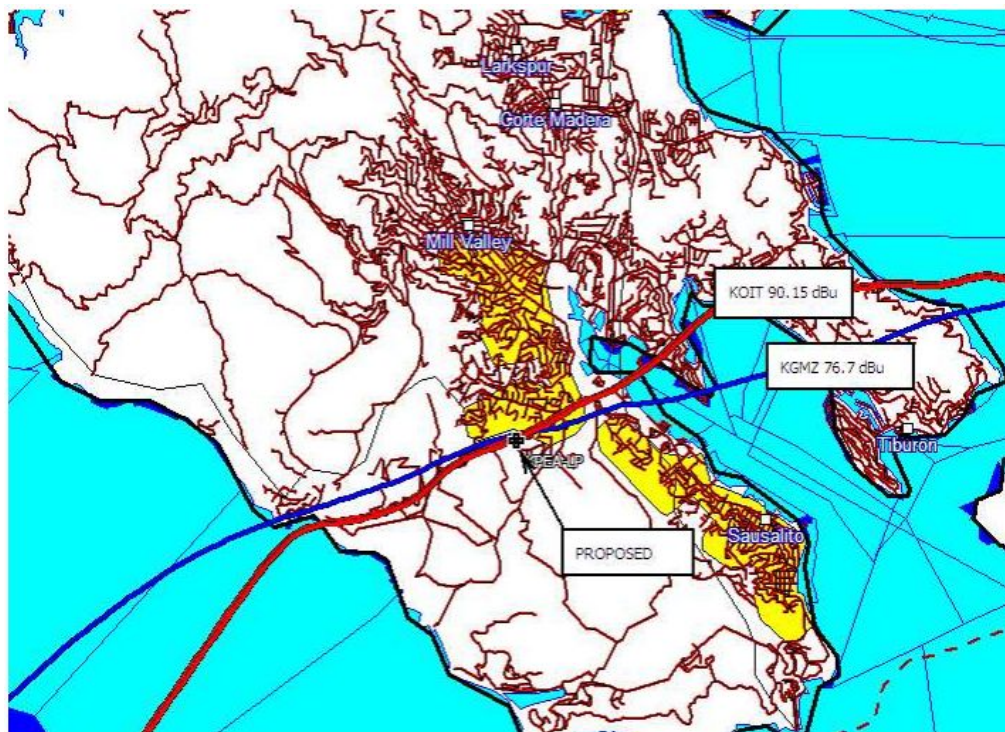 Larkspur
Corte Madera
Mill Valley
KOIT 90.15 dBu
KGMZ 76.7 dBu
Tiburon
PROPOSED
Sausalito